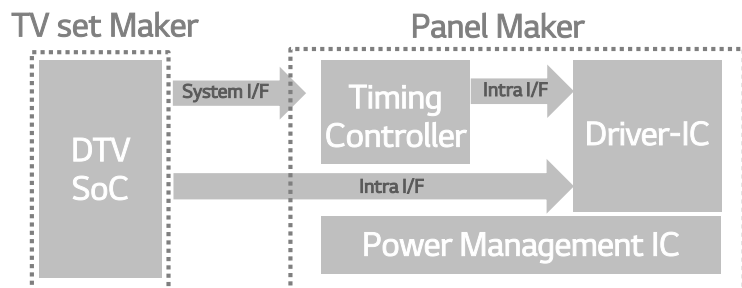 TV set Maker
Panel Maker
System I/F
Timing
Controller
Intra I/F
Driver-IC
DTV
SoC
Intra I/F
Power Management IC